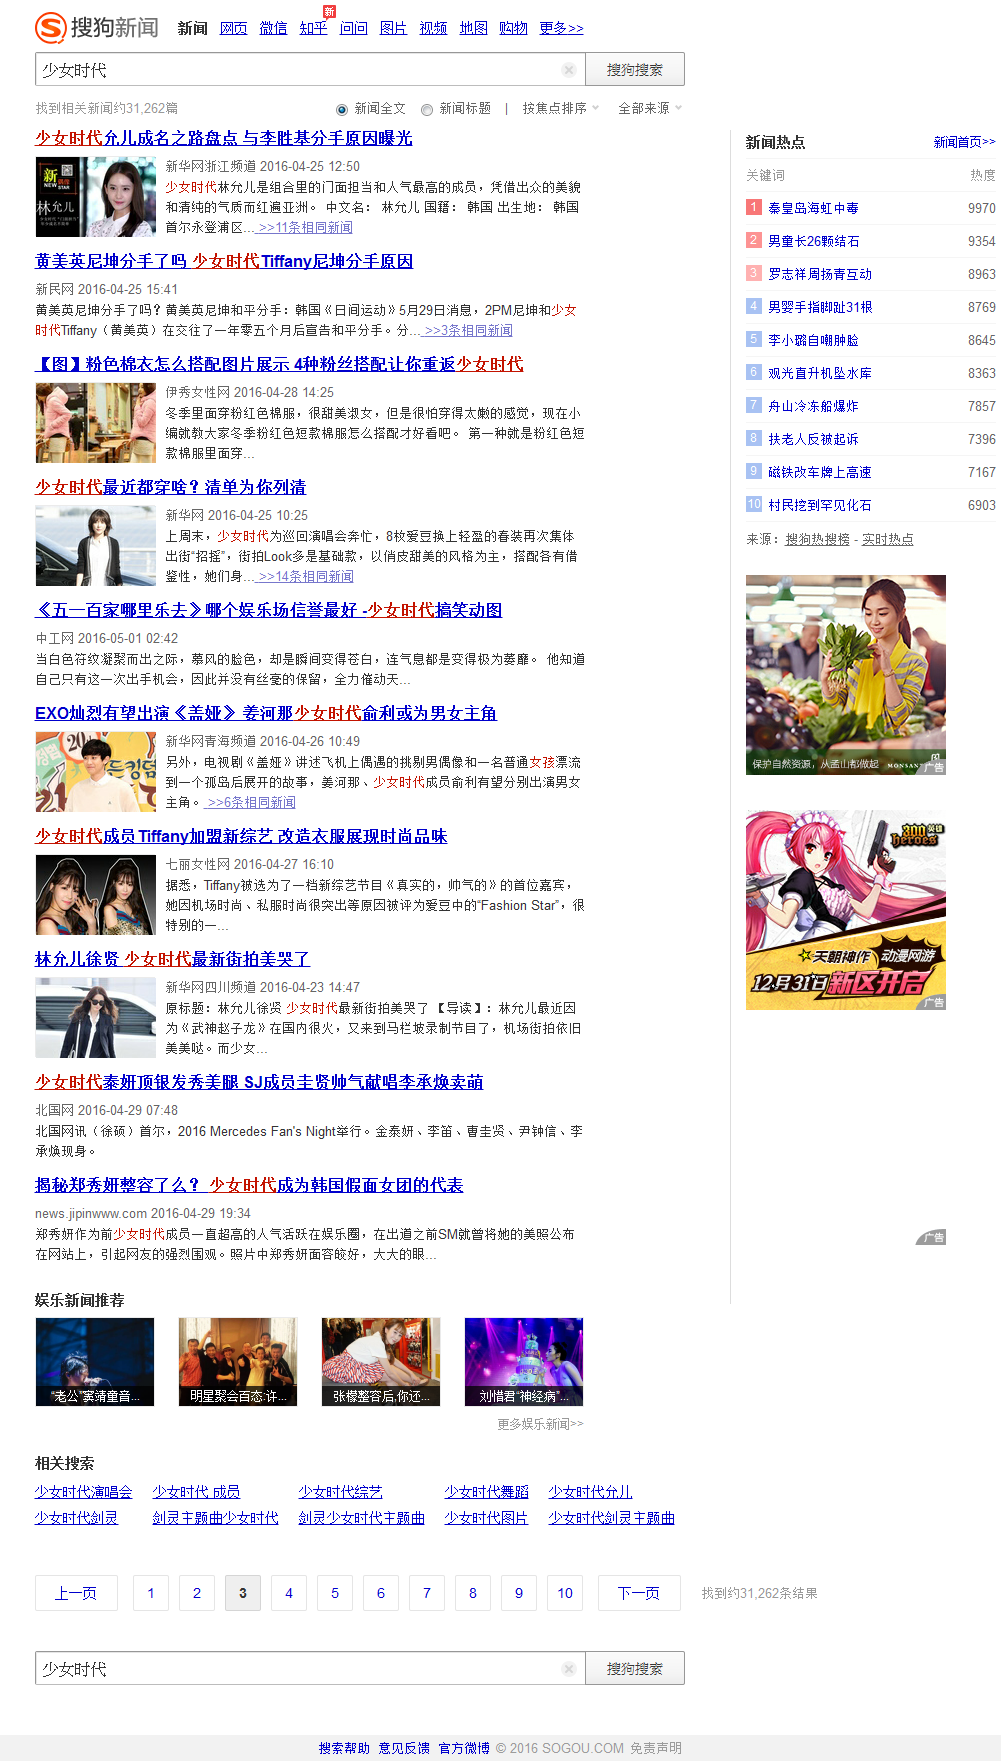 搜狗新闻
新闻 网页 微信 知乎 问问 图片 视频 地图 购物 更多>>
新
少女时代
搜狗搜索
找到相关新闻约31,262篇
新闻全文 新闻标题 | 按焦点排序 全部来源
少女时代允儿成名之路盘点 与李胜基分手原因曝光
新华网浙江频道 2016-04-25 12:50
少女时代林允儿是组合里的门面担当和人气最高的成员，凭借出众的美貌
和清纯的气质而红遍亚洲。 中文名： 林允儿 国籍： 韩国 出生地： 韩国
首尔永登浦区... >>11条相同新闻
黄美英尼坤分手了吗 少女时代Tiffany尼坤分手原因
新民网 2016-04-25 15:41
黄美英尼坤分手了吗？黄美英尼坤和平分手：韩国《日间运动》5月29日消息，2PM尼坤和少女
时代Tiffany（黄美英）在交往了一年零五个月后宣告和平分手。分... >>3条相同新闻
【图】粉色棉衣怎么搭配图片展示 4种粉丝搭配让你重返少女时代
伊秀女性网 2016-04-28 14:25
冬季里面穿粉红色棉服，很甜美淑女，但是很怕穿得太嫩的感觉，现在小
编就教大家冬季粉红色短款棉服怎么搭配才好看吧。 第一种就是粉红色短
款棉服里面穿...
少女时代最近都穿啥？清单为你列清
新华网 2016-04-25 10:25
上周末，少女时代为巡回演唱会奔忙，8枚爱豆换上轻盈的春装再次集体
出街“招摇”，街拍Look多是基础款，以俏皮甜美的风格为主，搭配各有借
鉴性，她们身... >>14条相同新闻
《五一百家哪里乐去》哪个娱乐场信誉最好 -少女时代搞笑动图
中工网 2016-05-01 02:42
当白色符纹凝聚而出之际，慕风的脸色，却是瞬间变得苍白，连气息都是变得极为萎靡。 他知道
自己只有这一次出手机会，因此并没有丝毫的保留，全力催动天...
EXO灿烈有望出演《盖娅》 姜河那少女时代俞利或为男女主角
新华网青海频道 2016-04-26 10:49
另外，电视剧《盖娅》讲述飞机上偶遇的挑剔男偶像和一名普通女孩漂流
到一个孤岛后展开的故事，姜河那、少女时代成员俞利有望分别出演男女
主角。 >>6条相同新闻
少女时代成员Tiffany加盟新综艺 改造衣服展现时尚品味
七丽女性网 2016-04-27 16:10
据悉，Tiffany被选为了一档新综艺节目《真实的，帅气的》的首位嘉宾，
她因机场时尚、私服时尚很突出等原因被评为爱豆中的“Fashion Star”，很
特别的一...
林允儿徐贤 少女时代最新街拍美哭了
新华网四川频道 2016-04-23 14:47
原标题：林允儿徐贤 少女时代最新街拍美哭了 【导读】：林允儿最近因
为《武神赵子龙》在国内很火，又来到马栏坡录制节目了，机场街拍依旧
美美哒。而少女...
少女时代泰妍顶银发秀美腿 SJ成员圭贤帅气献唱李承焕卖萌
北国网 2016-04-29 07:48
北国网讯（徐硕）首尔，2016 Mercedes Fan's Night举行。金泰妍、李笛、曺圭贤、尹钟信、李
承焕现身。
揭秘郑秀妍整容了么？ 少女时代成为韩国假面女团的代表
news.jipinwww.com 2016-04-29 19:34
郑秀妍作为前少女时代成员一直超高的人气活跃在娱乐圈，在出道之前SM就曾将她的美照公布
在网站上，引起网友的强烈围观。照片中郑秀妍面容皎好，大大的眼...
娱乐新闻推荐
“老公”窦靖童音...
明星聚会百态:许...
张檬整容后,你还...
刘惜君“神经病”...
更多娱乐新闻>>
相关搜索
少女时代演唱会 少女时代 成员 少女时代综艺 少女时代舞蹈 少女时代允儿
少女时代剑灵 剑灵主题曲少女时代 剑灵少女时代主题曲 少女时代图片 少女时代剑灵主题曲
上一页 1 2 3 4 5 6 7 8 9 10 下一页 找到约31,262条结果
少女时代
搜狗搜索
新闻热点 新闻首页>>
关键词 热度
1 秦皇岛海虹中毒 9970
2 男童长26颗结石 9354
3 罗志祥周扬青互动 8963
4 男婴手指脚趾31根 8769
5 李小璐自嘲肿脸 8645
6 观光直升机坠水库 8363
7 舟山冷冻船爆炸 7857
8 扶老人反被起诉 7396
9 磁铁改车牌上高速 7167
10 村民挖到罕见化石 6903
来源：搜狗热搜榜 - 实时热点
保护自然资源，从孟山都做起
广告
300英雄
heroes
天朝神作 动漫网游
12月31日新区开启
广告
广告
搜索帮助 意见反馈 官方微博 © 2016 SOGOU.COM 免责声明